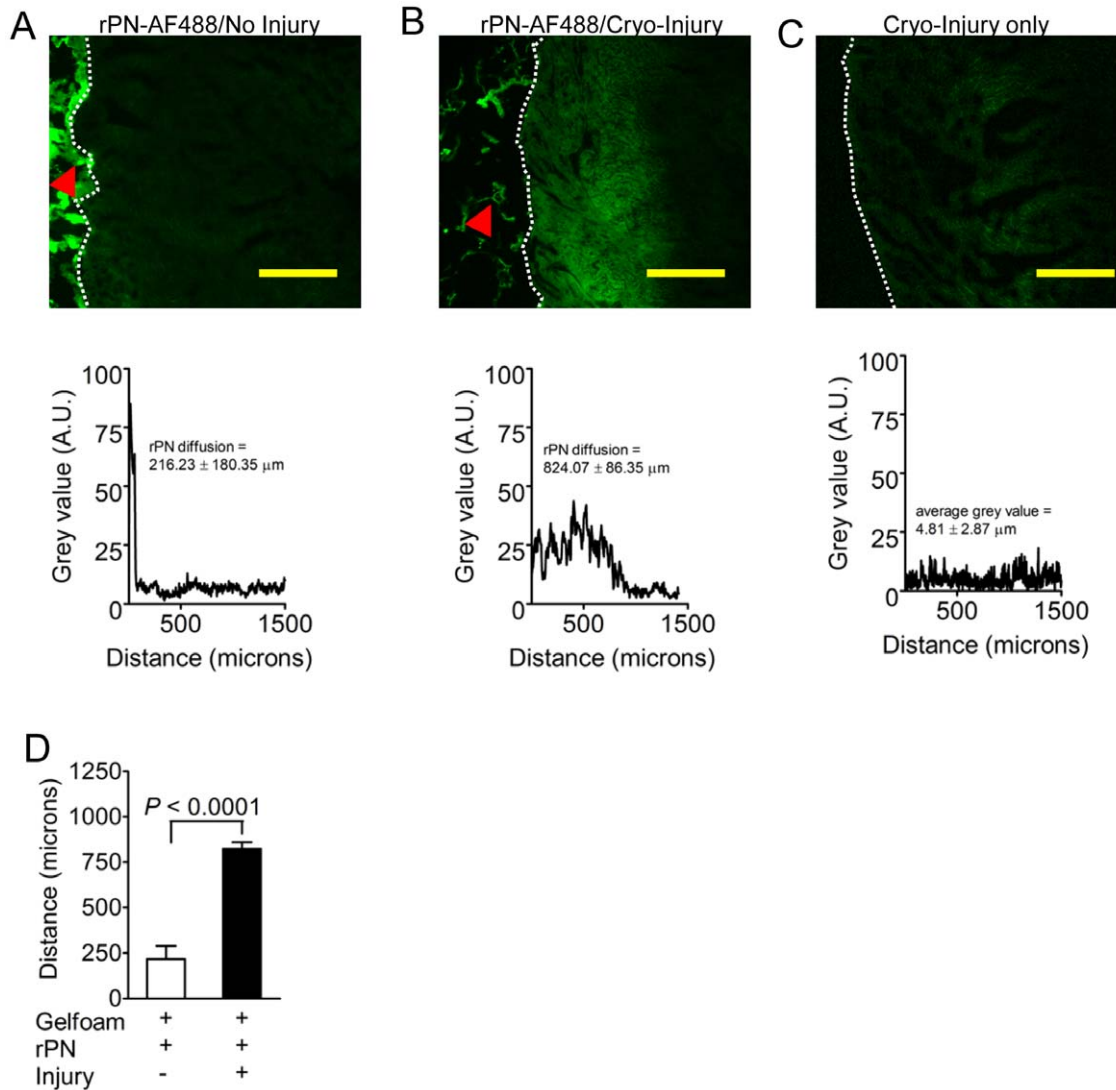 A
rPN-AF488/No Injury
B
rPN-AF488/Cryo-Injury
C
Cryo-Injury only
100
75
50
25
0
Grey value (A.U.)
rPN diffusion =
216.23 ± 180.35 μm
500
1500
Distance (microns)
100
75
50
25
0
Grey value (A.U.)
rPN diffusion =
824.07 ± 86.35 μm
500
1500
Distance (microns)
100
75
50
25
0
Grey value (A.U.)
average grey value =
4.81 ± 2.87 μm
500
1500
Distance (microns)
D
1250
1000
750
500
250
0
Distance (microns)
P < 0.0001
Gelfoam + +
rPN + +
Injury - +